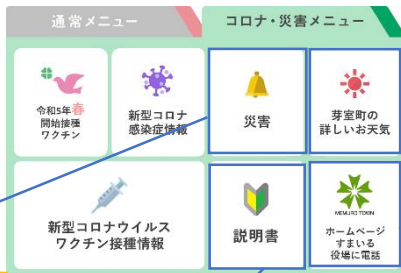 通常メニュー
コロナ・災害メニュー
令和5年春
開始接種
ワクチン
新型コロナ
感染症情報
災害
芽室町の
詳しいお天気
新型コロナウイルス
ワクチン接種情報
説明書
MEMURO TOWN
ホームページ
すまいる
役場に電話